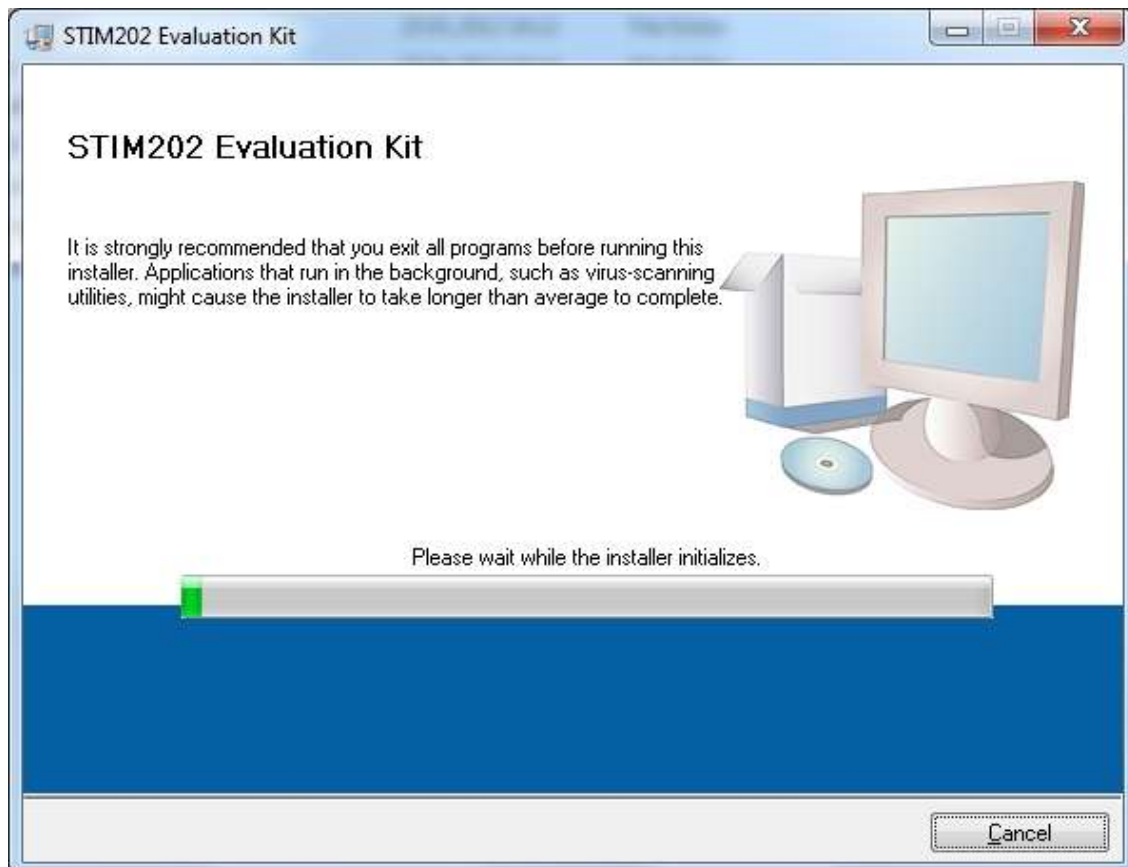 STIM202 Evaluation Kit
STIM202 Evaluation Kit
It is strongly recommended that you exit all programs before running this
installer. Applications that run in the background, such as virus-scanning
utilities, might cause the installer to take longer than average to complete.
Please wait while the installer initializes.
Cancel